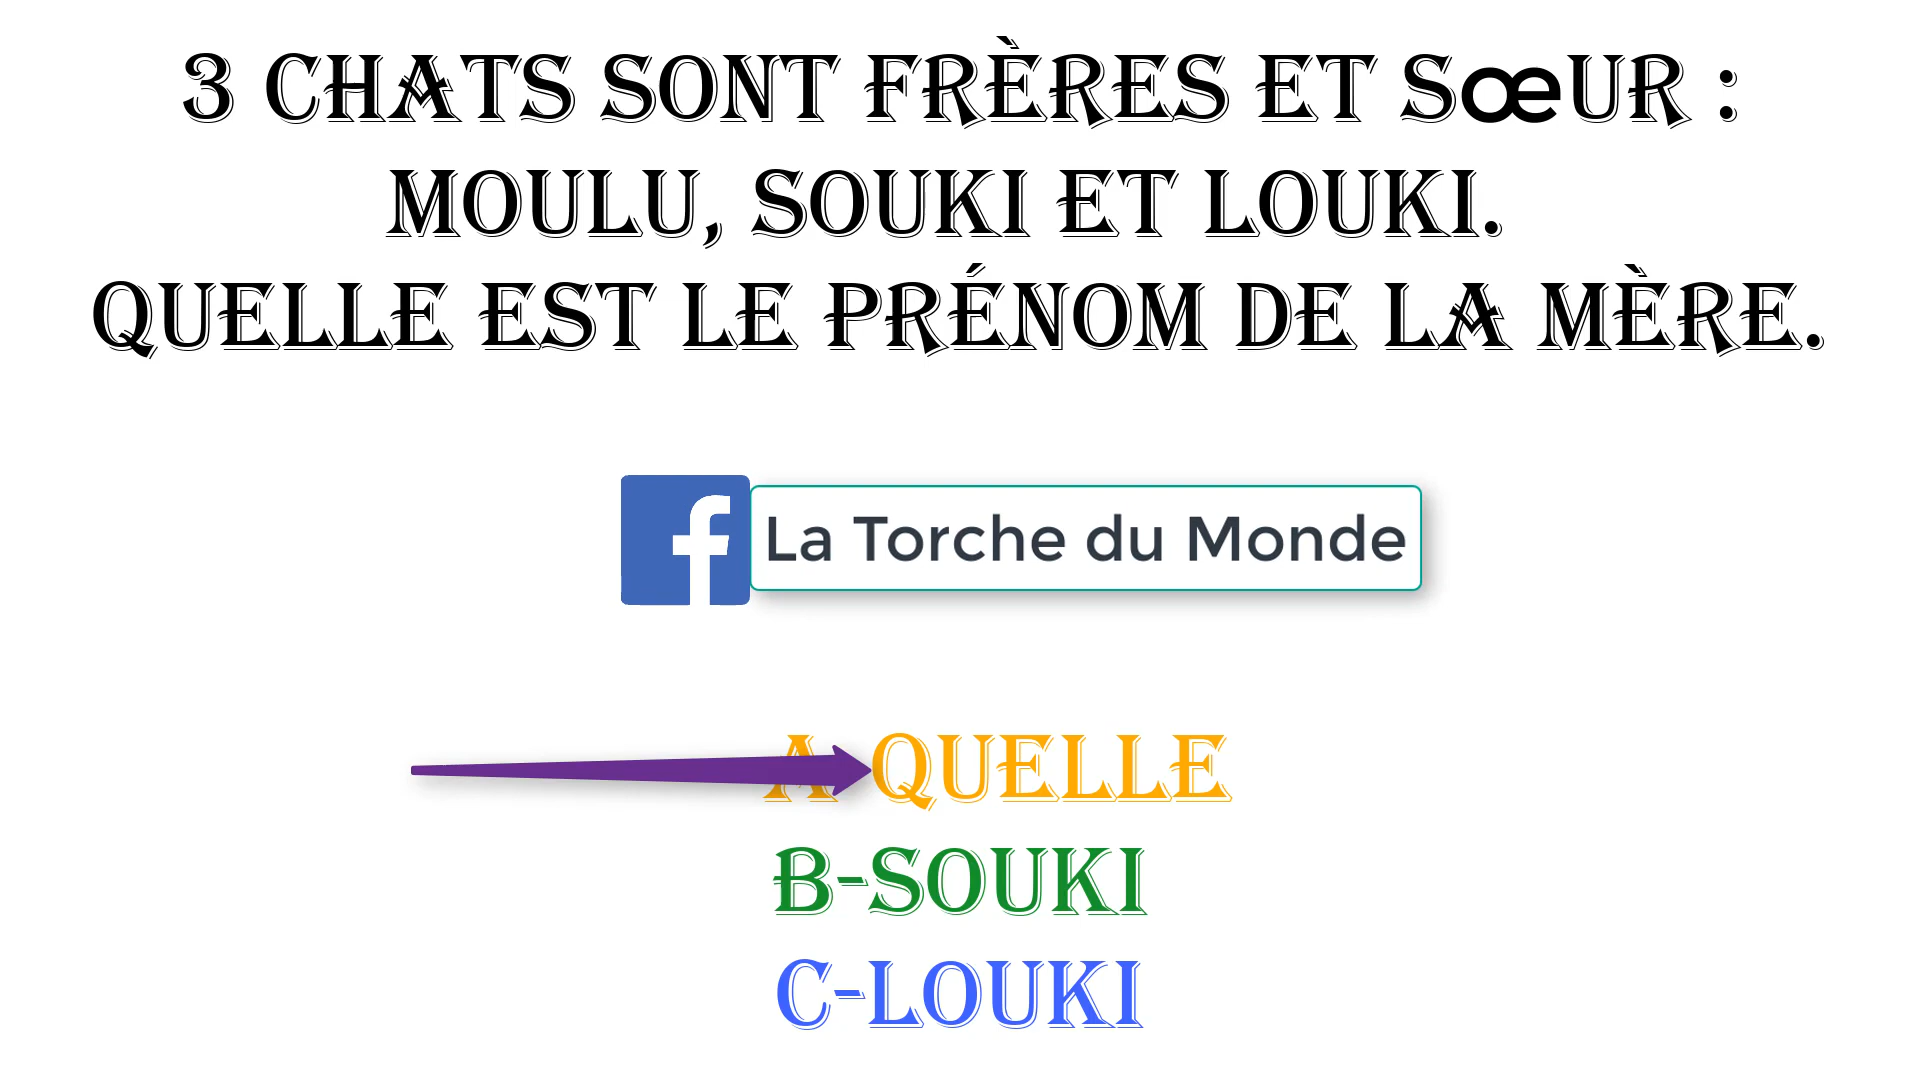 3 CHATS SONT FRÈRES ET SœUR :
MOULU, SOUKI ET LOUKI.
QUELLE EST LE PRÉNOM DE LA MÈRE.
La Torche du Monde
A QUELLE
B-SOUKI
C-LOUKI